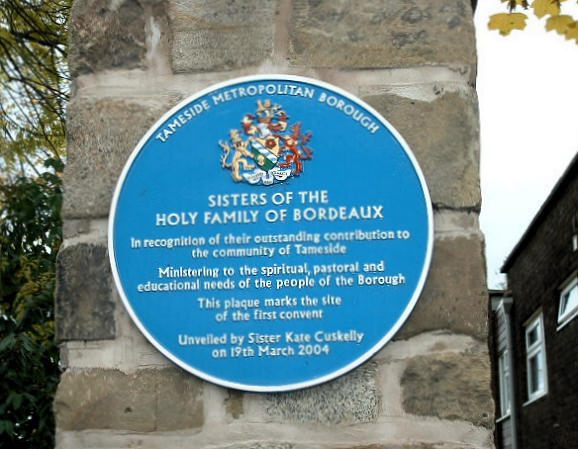 TAMESIDE METROPOLITAN BOROUGH
SISTERS OF THE
HOLY FAMILY OF BORDEAUX
In recognition of their outstanding contribution to
the community of Tameside
Ministering to the spiritual, pastoral and
educational needs of the people of the Borough
This plaque marks the site
of the first convent
Unveiled by Sister Kate Cuskelly
on 19th March 2004